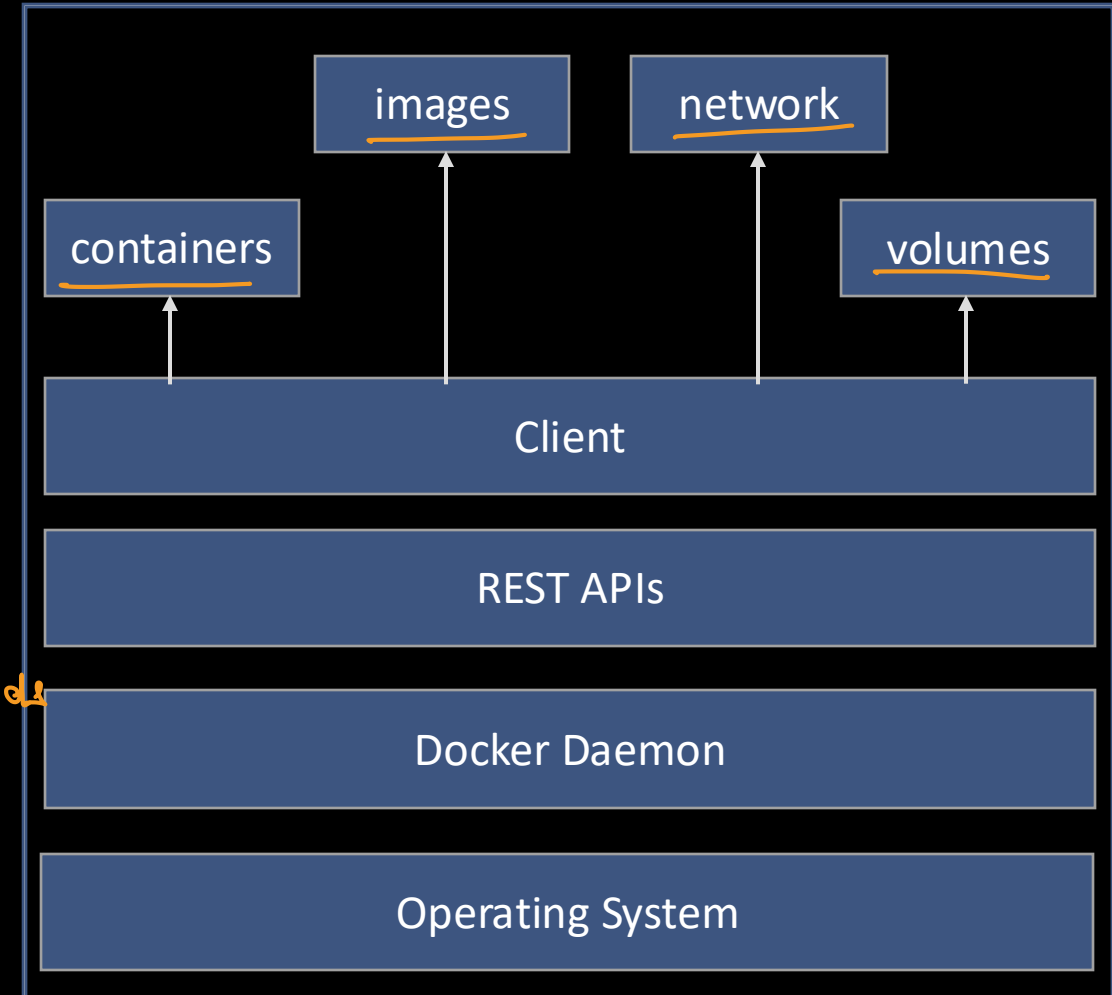 images
network
containers
volumes
Client
REST APIs
Docker Daemon
Operating System